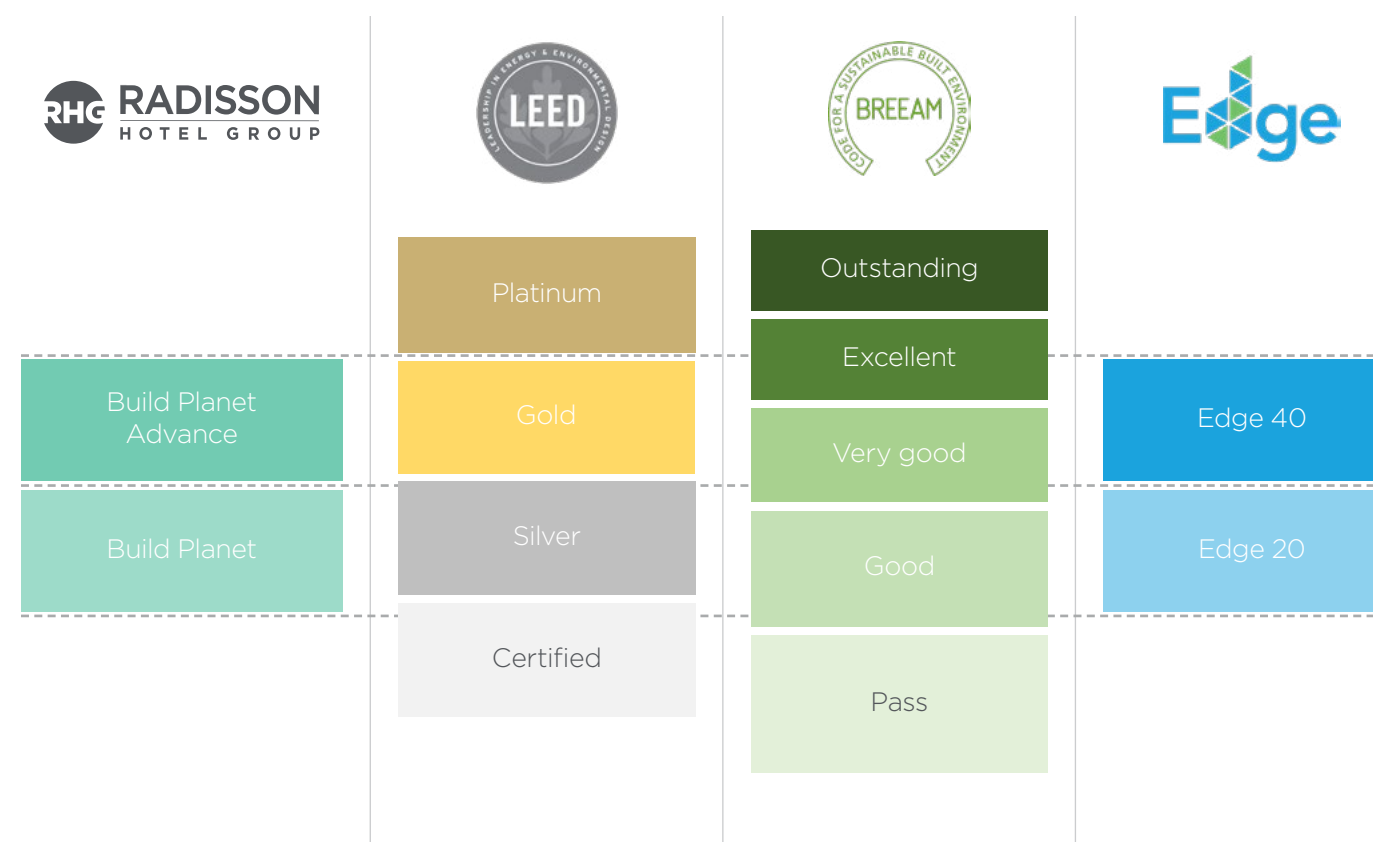 RHG RADISSON
HOTEL GROUP
LEADERSHIP IN ENERGY & ENVIRONMENTAL DESIGN
LEED
CODE FOR A SUSTAINABLE BUILT ENVIRONMENT
BREEAM
Edge
Platinum
Outstanding
Excellent
Build Planet
Advance
Gold
Very good
Edge 40
Build Planet
Silver
Good
Edge 20
Certified
Pass